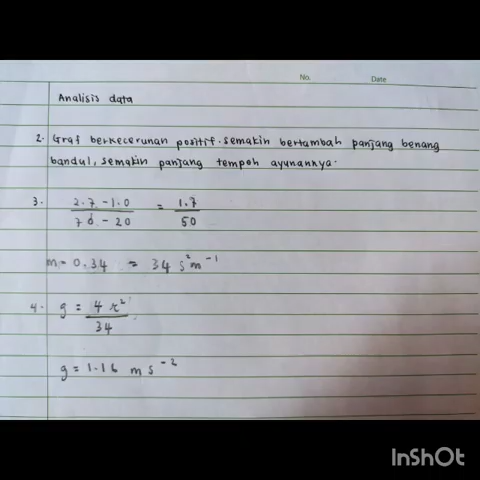 No. Date
Analisis data
2. Graf berkecerunan positif. semakin bertambah panjang benang
bandul, semakin panjang tempoh ayunannya.
3. 2.7 - 1.0 / 70 - 20 = 1.7 / 50
m = 0.34 = 34 s²m⁻¹
4. g = 4 π² / 34
g = 1.16 ms⁻²
InShOt